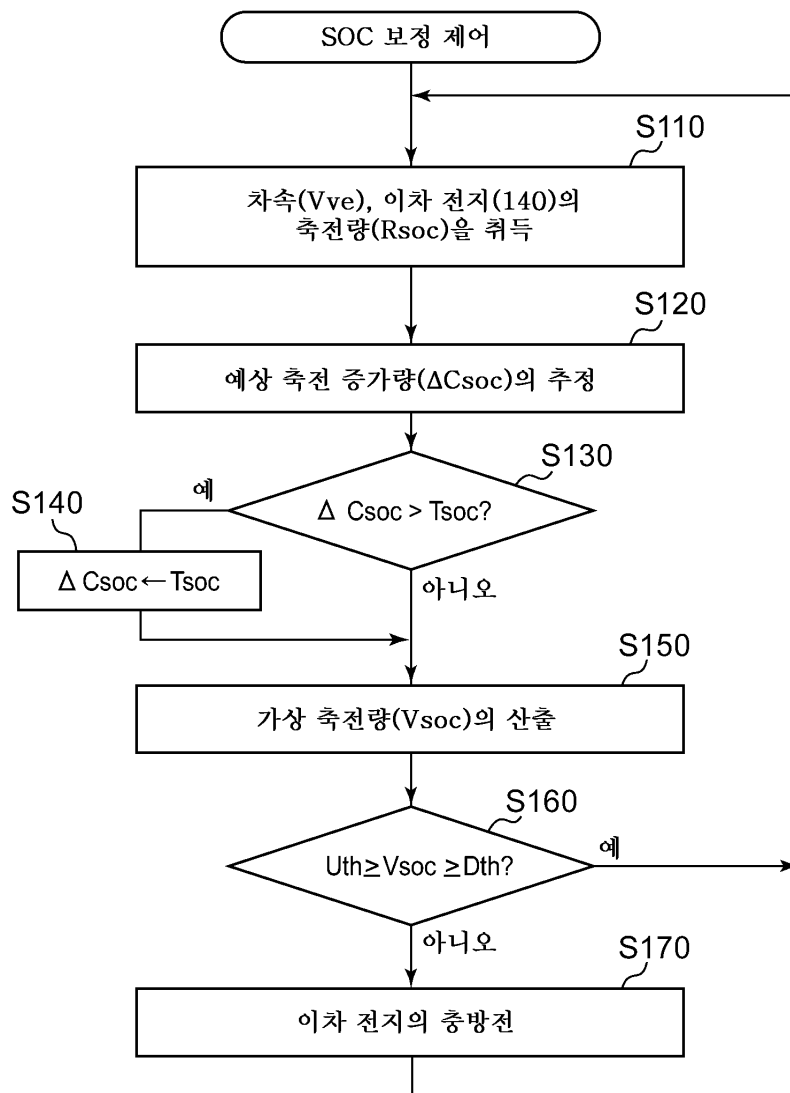 SOC 보정 제어
S110
차속(Vve), 이차 전지(140)의
축전량(Rsoc)을 취득
S120
예상 축전 증가량(ΔCsoc)의 추정
S130
예
Δ Csoc > Tsoc?
S140
Δ Csoc ← Tsoc
아니오
S150
가상 축전량(Vsoc)의 산출
S160
Uth≥Vsoc ≥Dth?
예
아니오
S170
이차 전지의 충방전